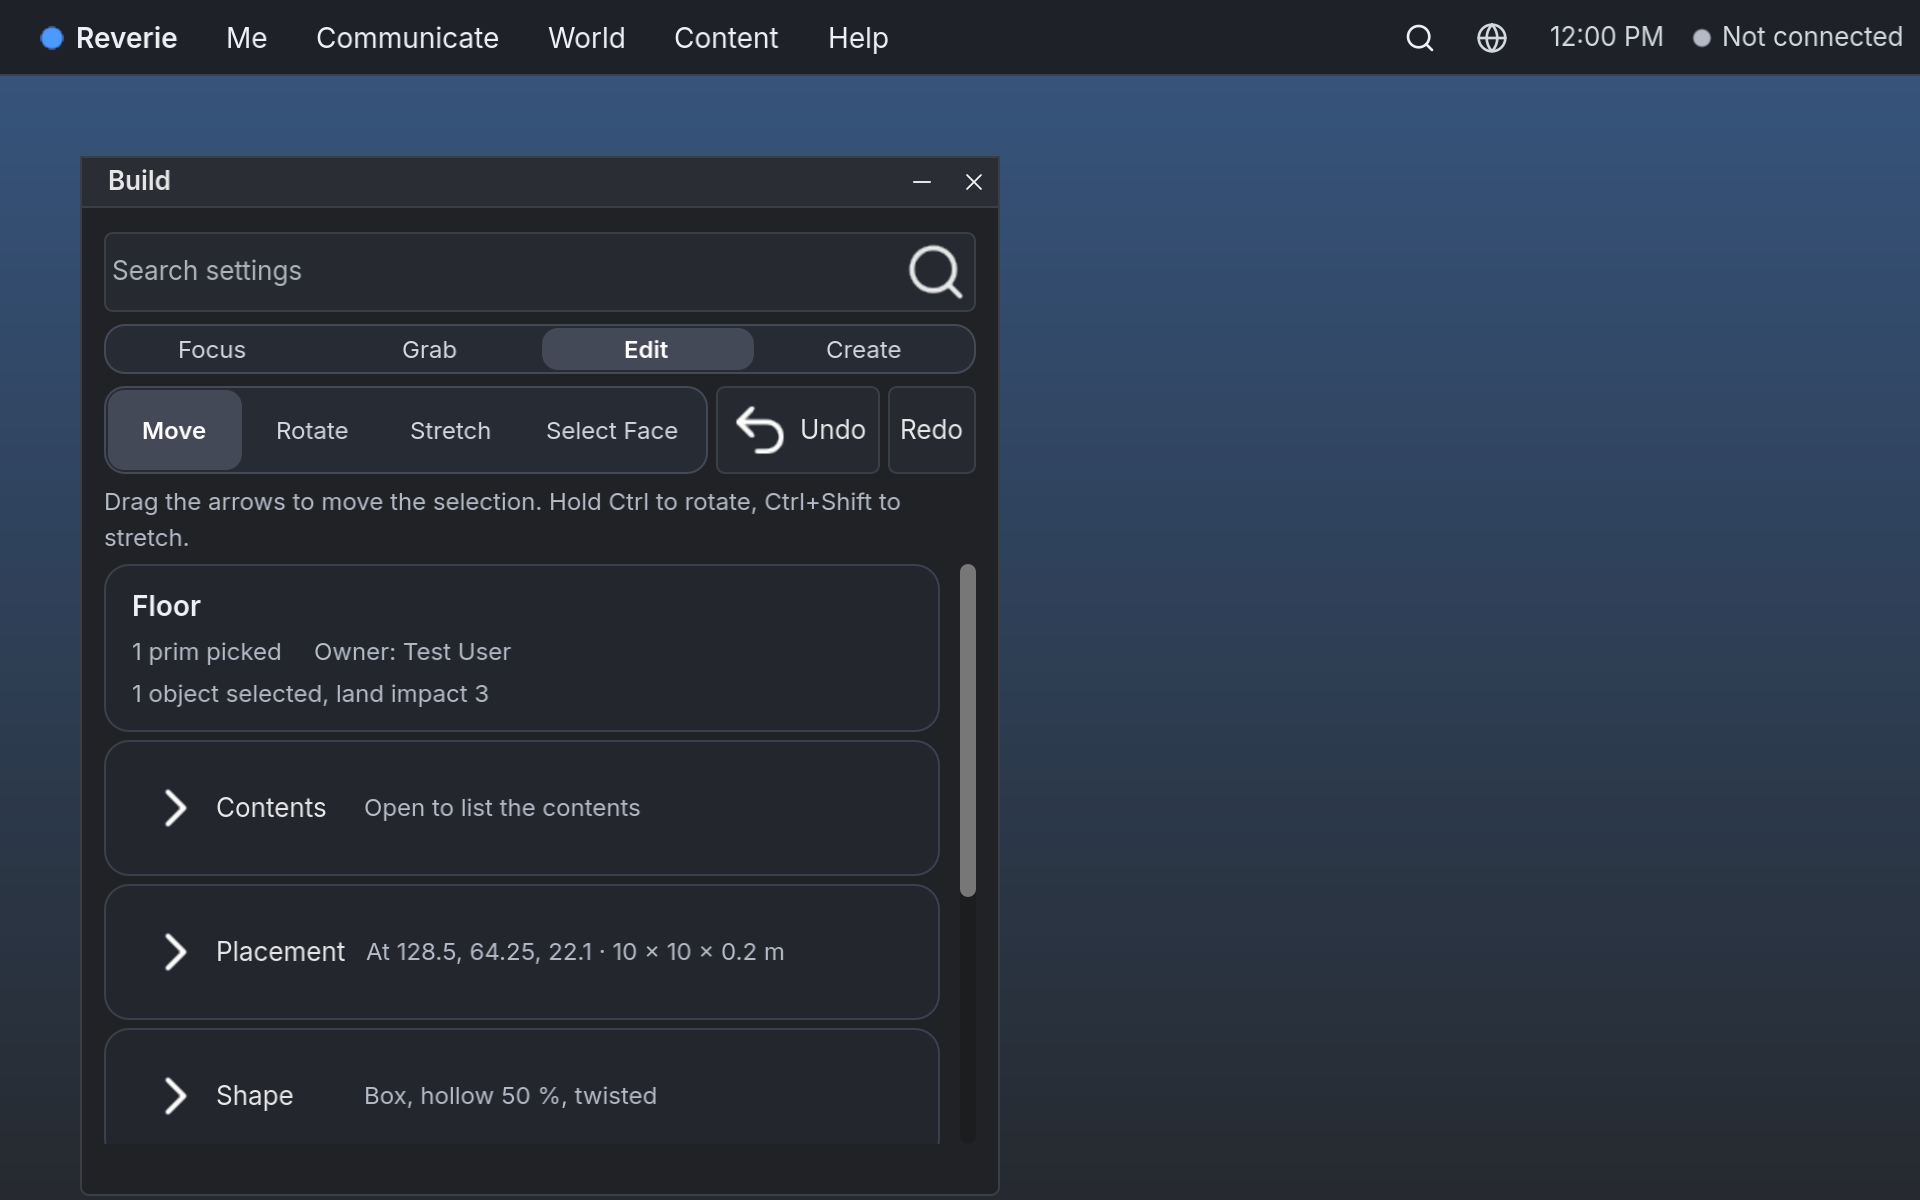 Reverie Me Communicate World Content Help 12:00 PM Not connected
Build
Search settings
Focus Grab Edit Create
Move Rotate Stretch Select Face Undo Redo
Drag the arrows to move the selection. Hold Ctrl to rotate, Ctrl+Shift to
stretch.
Floor
1 prim picked Owner: Test User
1 object selected, land impact 3
Contents Open to list the contents
Placement At 128.5, 64.25, 22.1 · 10 × 10 × 0.2 m
Shape Box, hollow 50 %, twisted